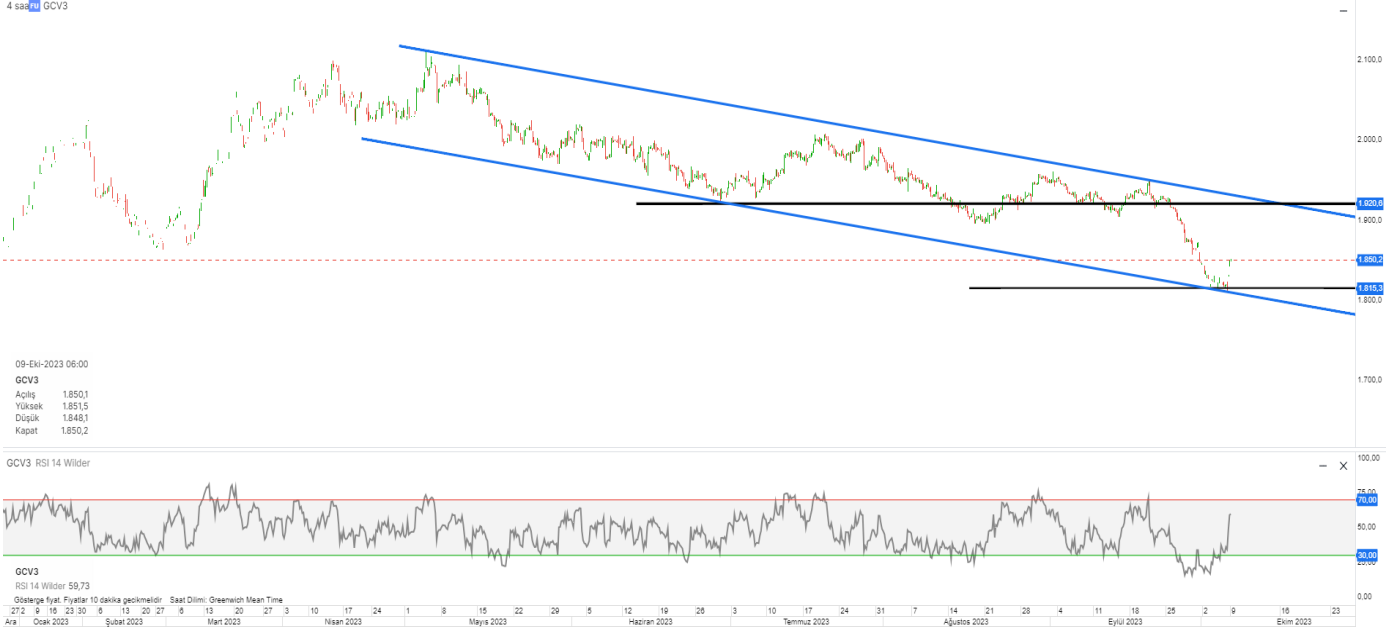 4 saa FU GCV3
2.100,0
2.000,0
1.920,6
1.900,0
1.850,2
1.815,3
1.800,0
1.700,0
09-Eki-2023 06:00
GCV3
Açılış 1.850,1
Yüksek 1.851,5
Düşük 1.848,1
Kapat 1.850,2
GCV3 RSI 14 Wilder
100,00
75,00
70,00
50,00
30,00
25,00
0,00
GCV3
RSI 14 Wilder 59,73
Gösterge fiyat. Fiyatlar 10 dakika gecikmelidir Saat Dilimi: Greenwich Mean Time
27 2 9 16 23 30 6 13 20 27 6 13 20 27 3 10 17 24 1 8 15 22 29 5 12 19 26 3 10 17 24 31 7 14 21 28 4 11 18 25 2 9 16 23
Ara Ocak 2023 Şubat 2023 Mart 2023 Nisan 2023 Mayıs 2023 Haziran 2023 Temmuz 2023 Ağustos 2023 Eylül 2023 Ekim 2023